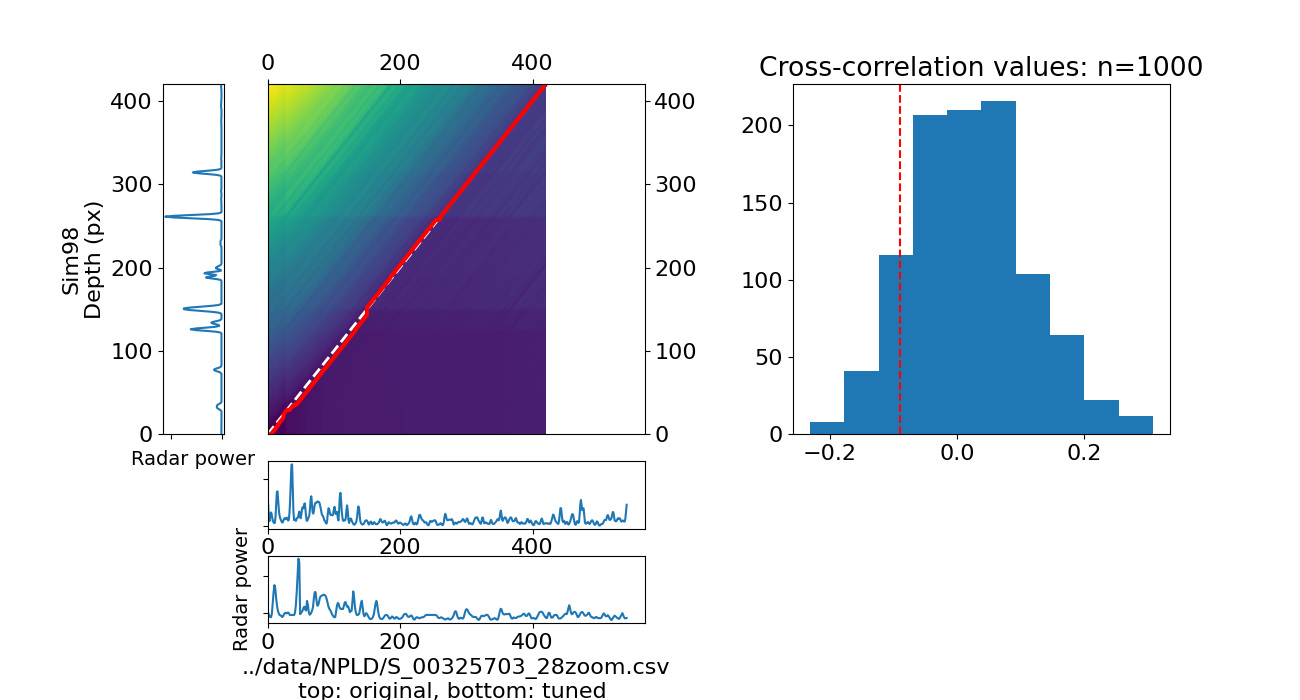 0 200 400
400
300
200
100
0
Sim98
Depth (px)
Radar power
400
300
200
100
0
0 200 400
Radar power
0 200 400
../data/NPLD/S_00325703_28zoom.csv
top: original, bottom: tuned
Cross-correlation values: n=1000
200
150
100
50
0
−0.2 0.0 0.2